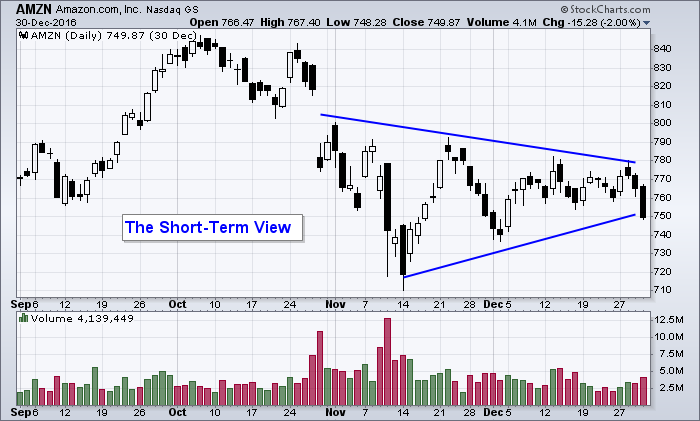 AMZN Amazon.com, Inc. Nasdaq GS © StockCharts.com
30-Dec-2016 Open 766.47 High 767.40 Low 748.28 Close 749.87 Volume 4.1M Chg -15.28 (-2.00%)
AMZN (Daily) 749.87 (30 Dec)
840
830
820
810
800
790
780
770
760
750
740
730
720
710
The Short-Term View
Sep 6 12 19 26 Oct 10 17 24 Nov 7 14 21 Dec 5 12 19 27
Volume 4,139,449
12.5M
10.0M
7.5M
5.0M
2.5M
Sep 6 12 19 26 Oct 10 17 24 Nov 7 14 21 Dec 5 12 19 27